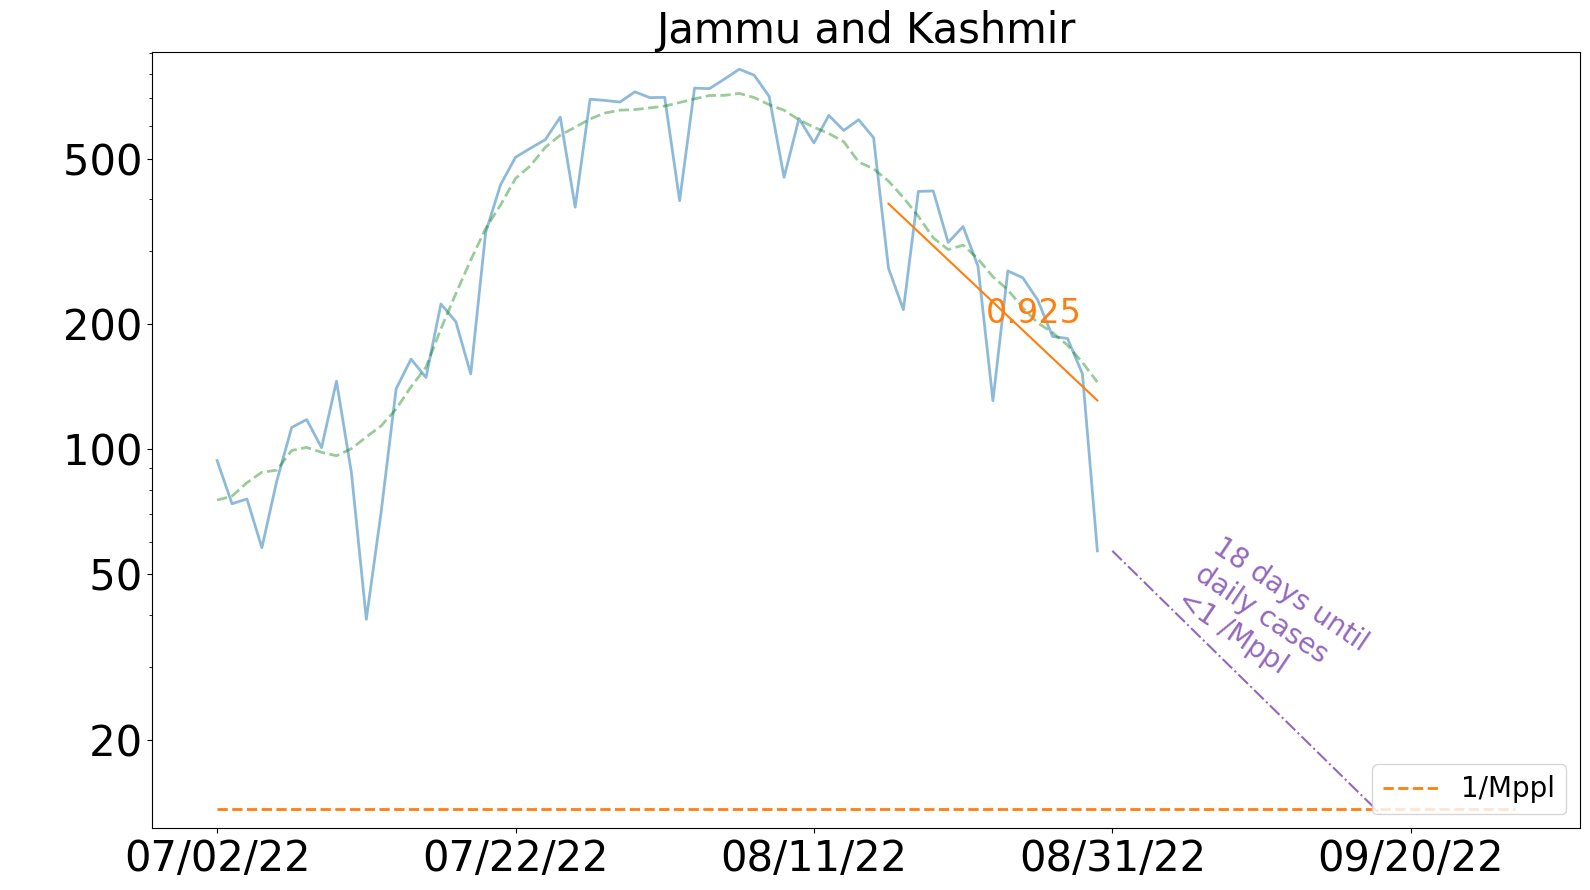 Jammu and Kashmir
500
200
100
50
20
0.925
18 days until
daily cases
<1 /Mppl
1/Mppl
07/02/22
07/22/22
08/11/22
08/31/22
09/20/22